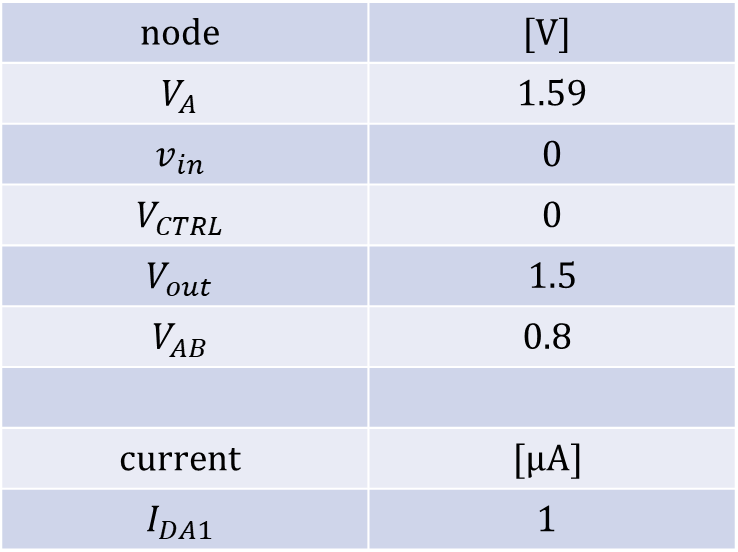 node [V]
V_A 1.59
v_in 0
V_CTRL 0
V_out 1.5
V_AB 0.8
current [μA]
I_DA1 1